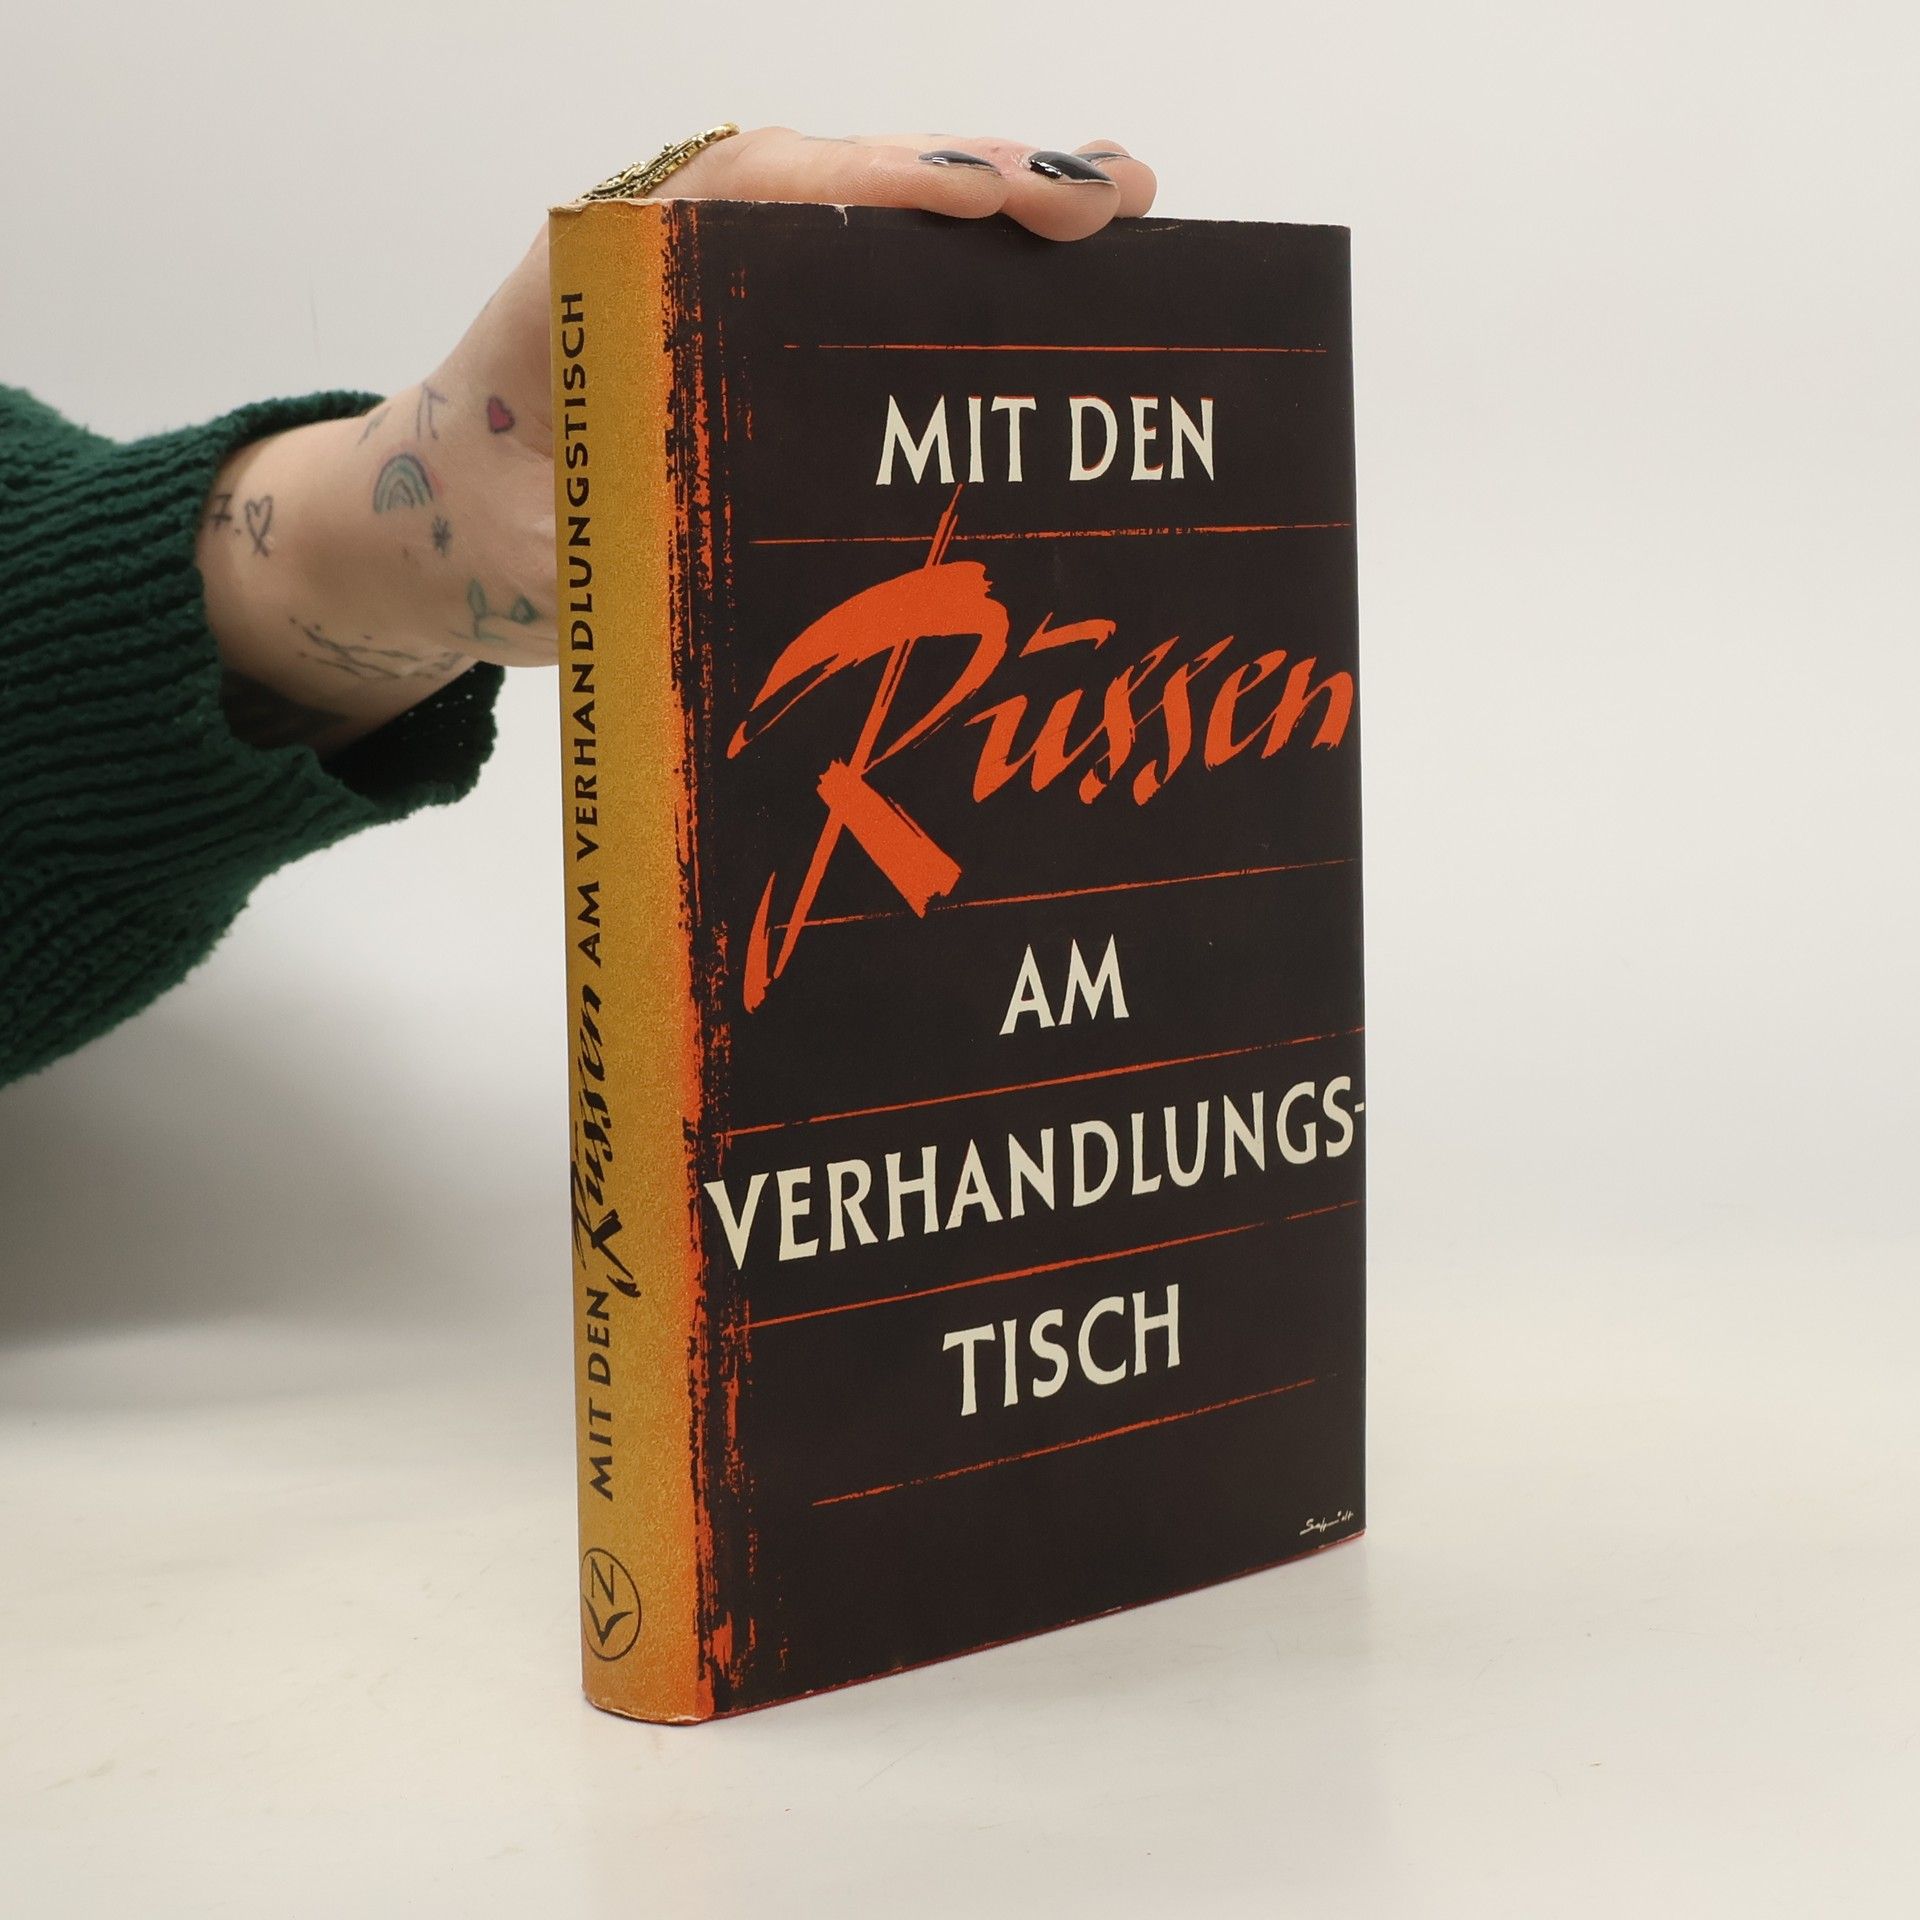 MIT DEN
Russen
AM
VERHANDLUNGS-
TISCH
MIT DEN Russen AM VERHANDLUNGSTISCH